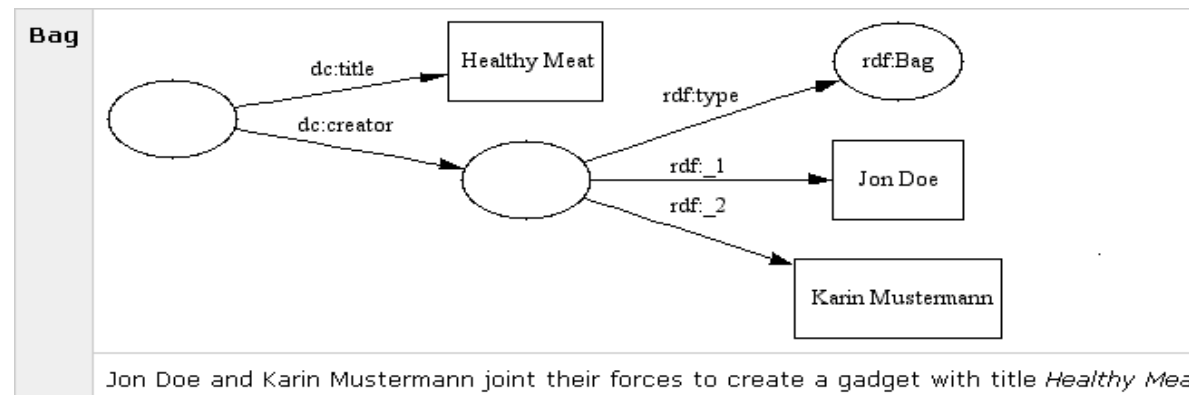 Bag
dc:title
Healthy Meat
rdf:Bag
rdf:type
dc:creator
rdf:_1
Jon Doe
rdf:_2
Karin Mustermann
Jon Doe and Karin Mustermann joint their forces to create a gadget with title Healthy